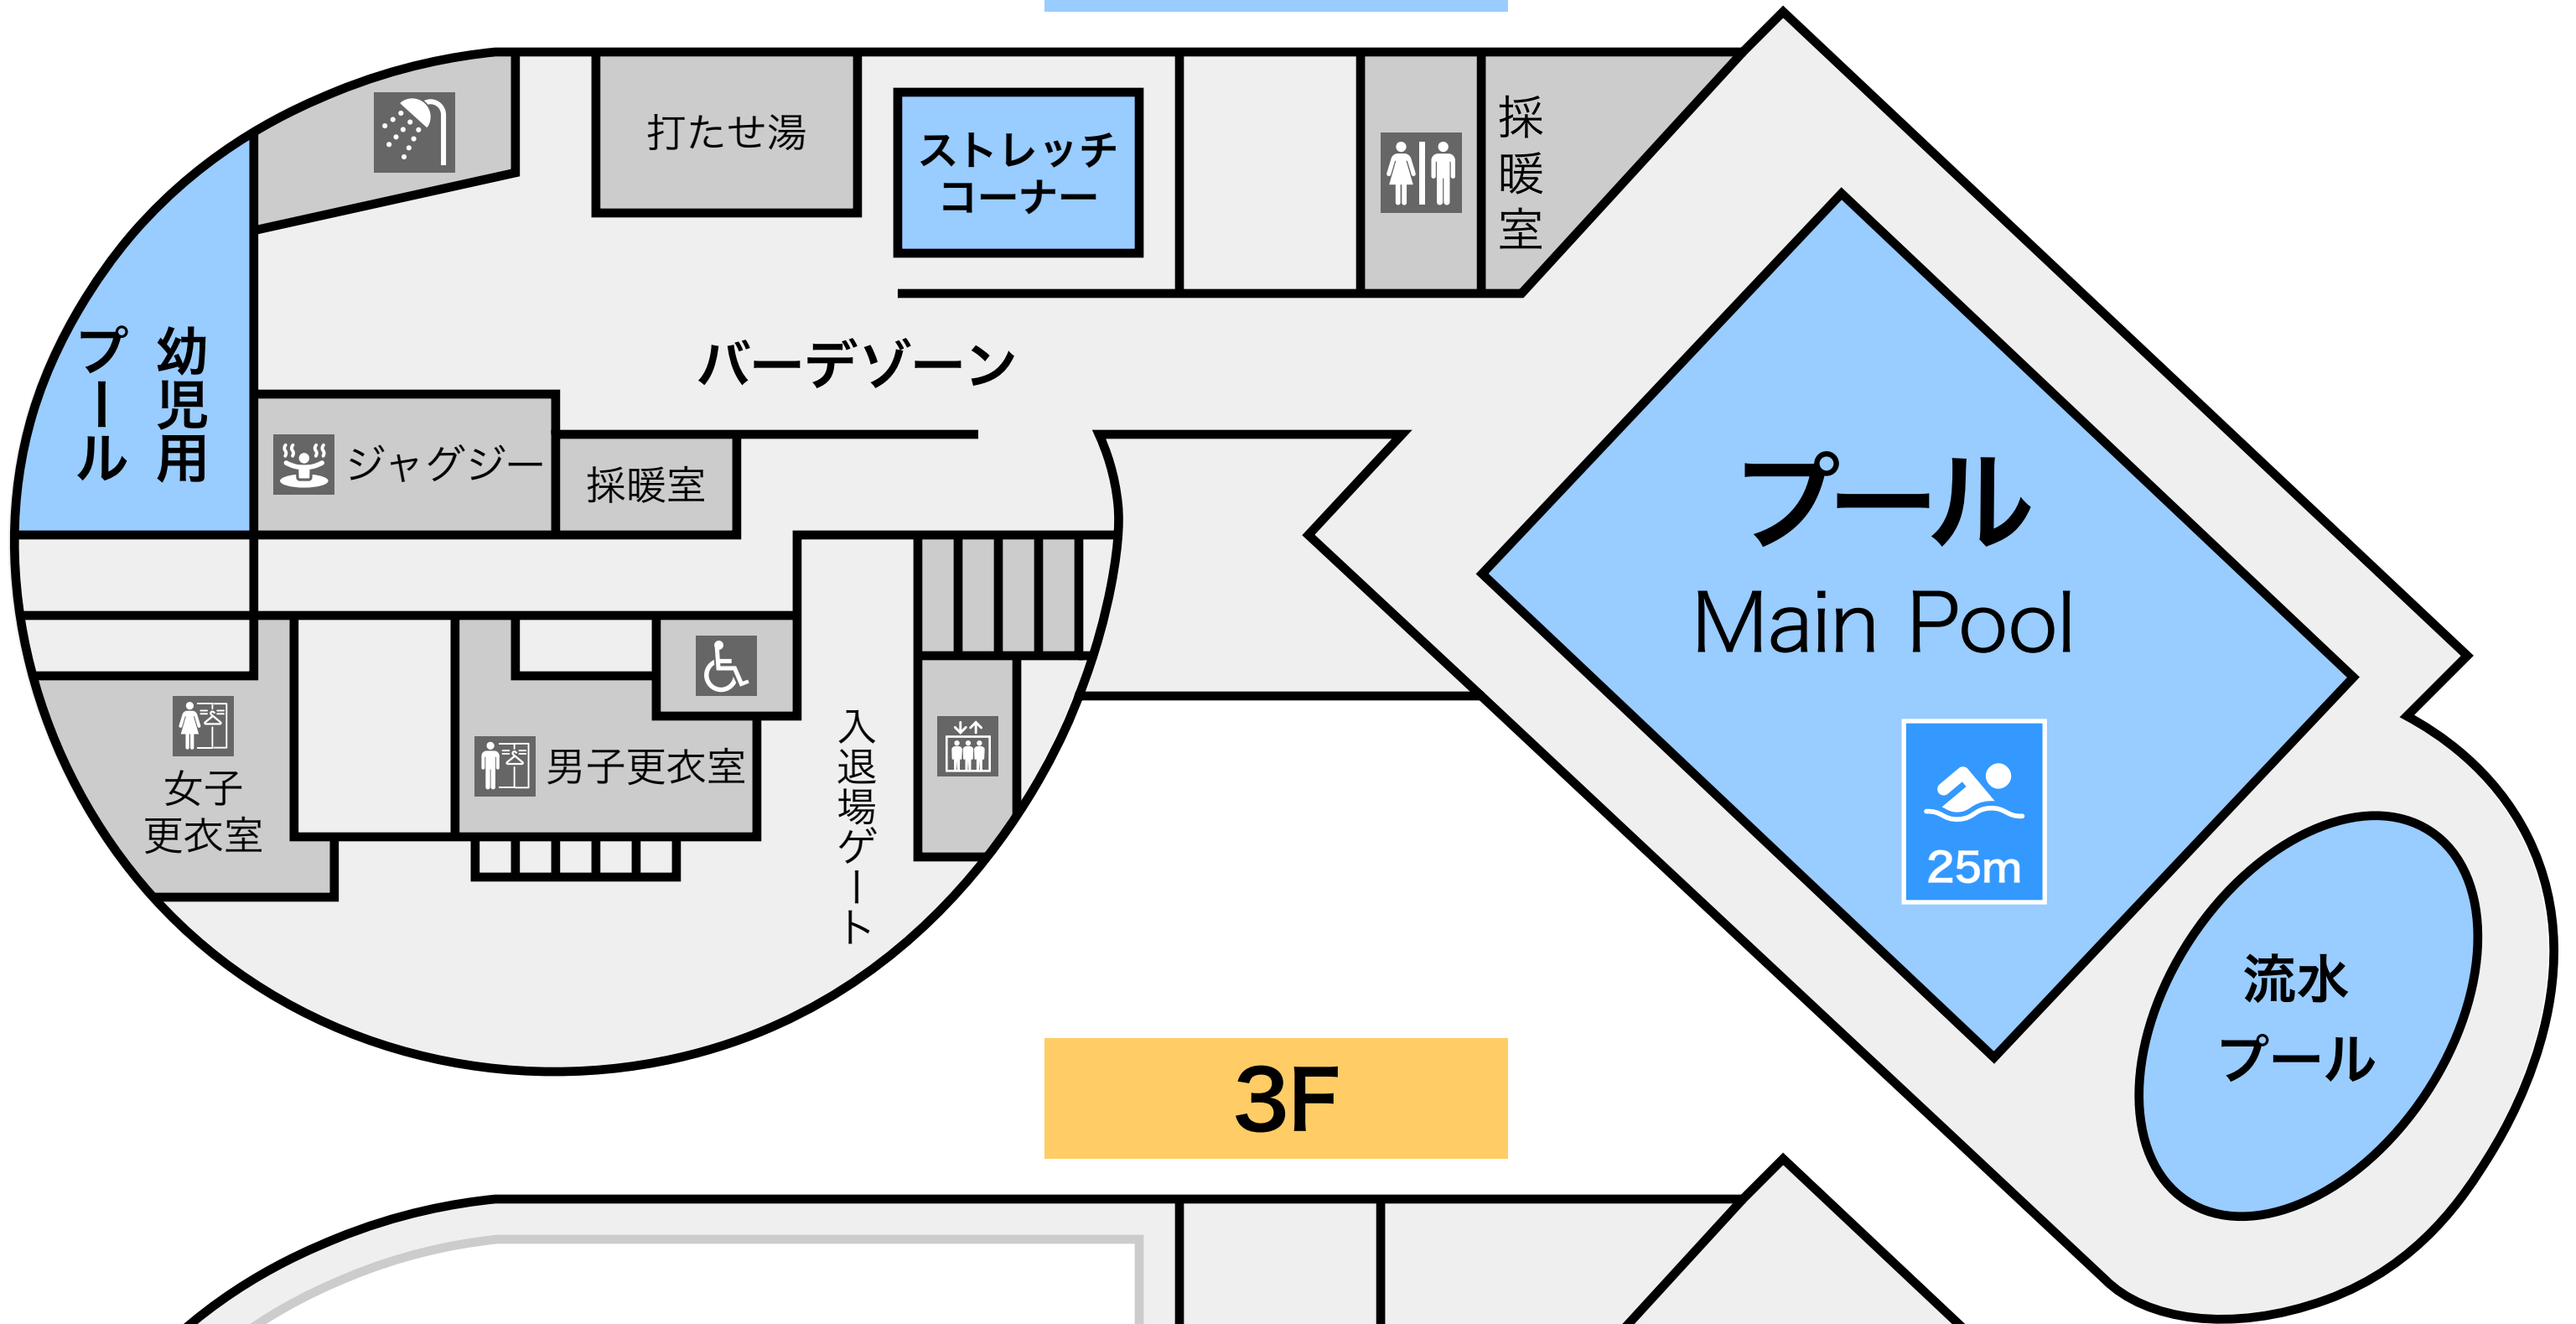 打たせ湯
ストレッチ
コーナー
採暖室
幼児用
プール
バーデゾーン
ジャグジー
採暖室
プール
Main Pool
25m
女子
更衣室
男子更衣室
入退場ゲート
流水
プール
3F